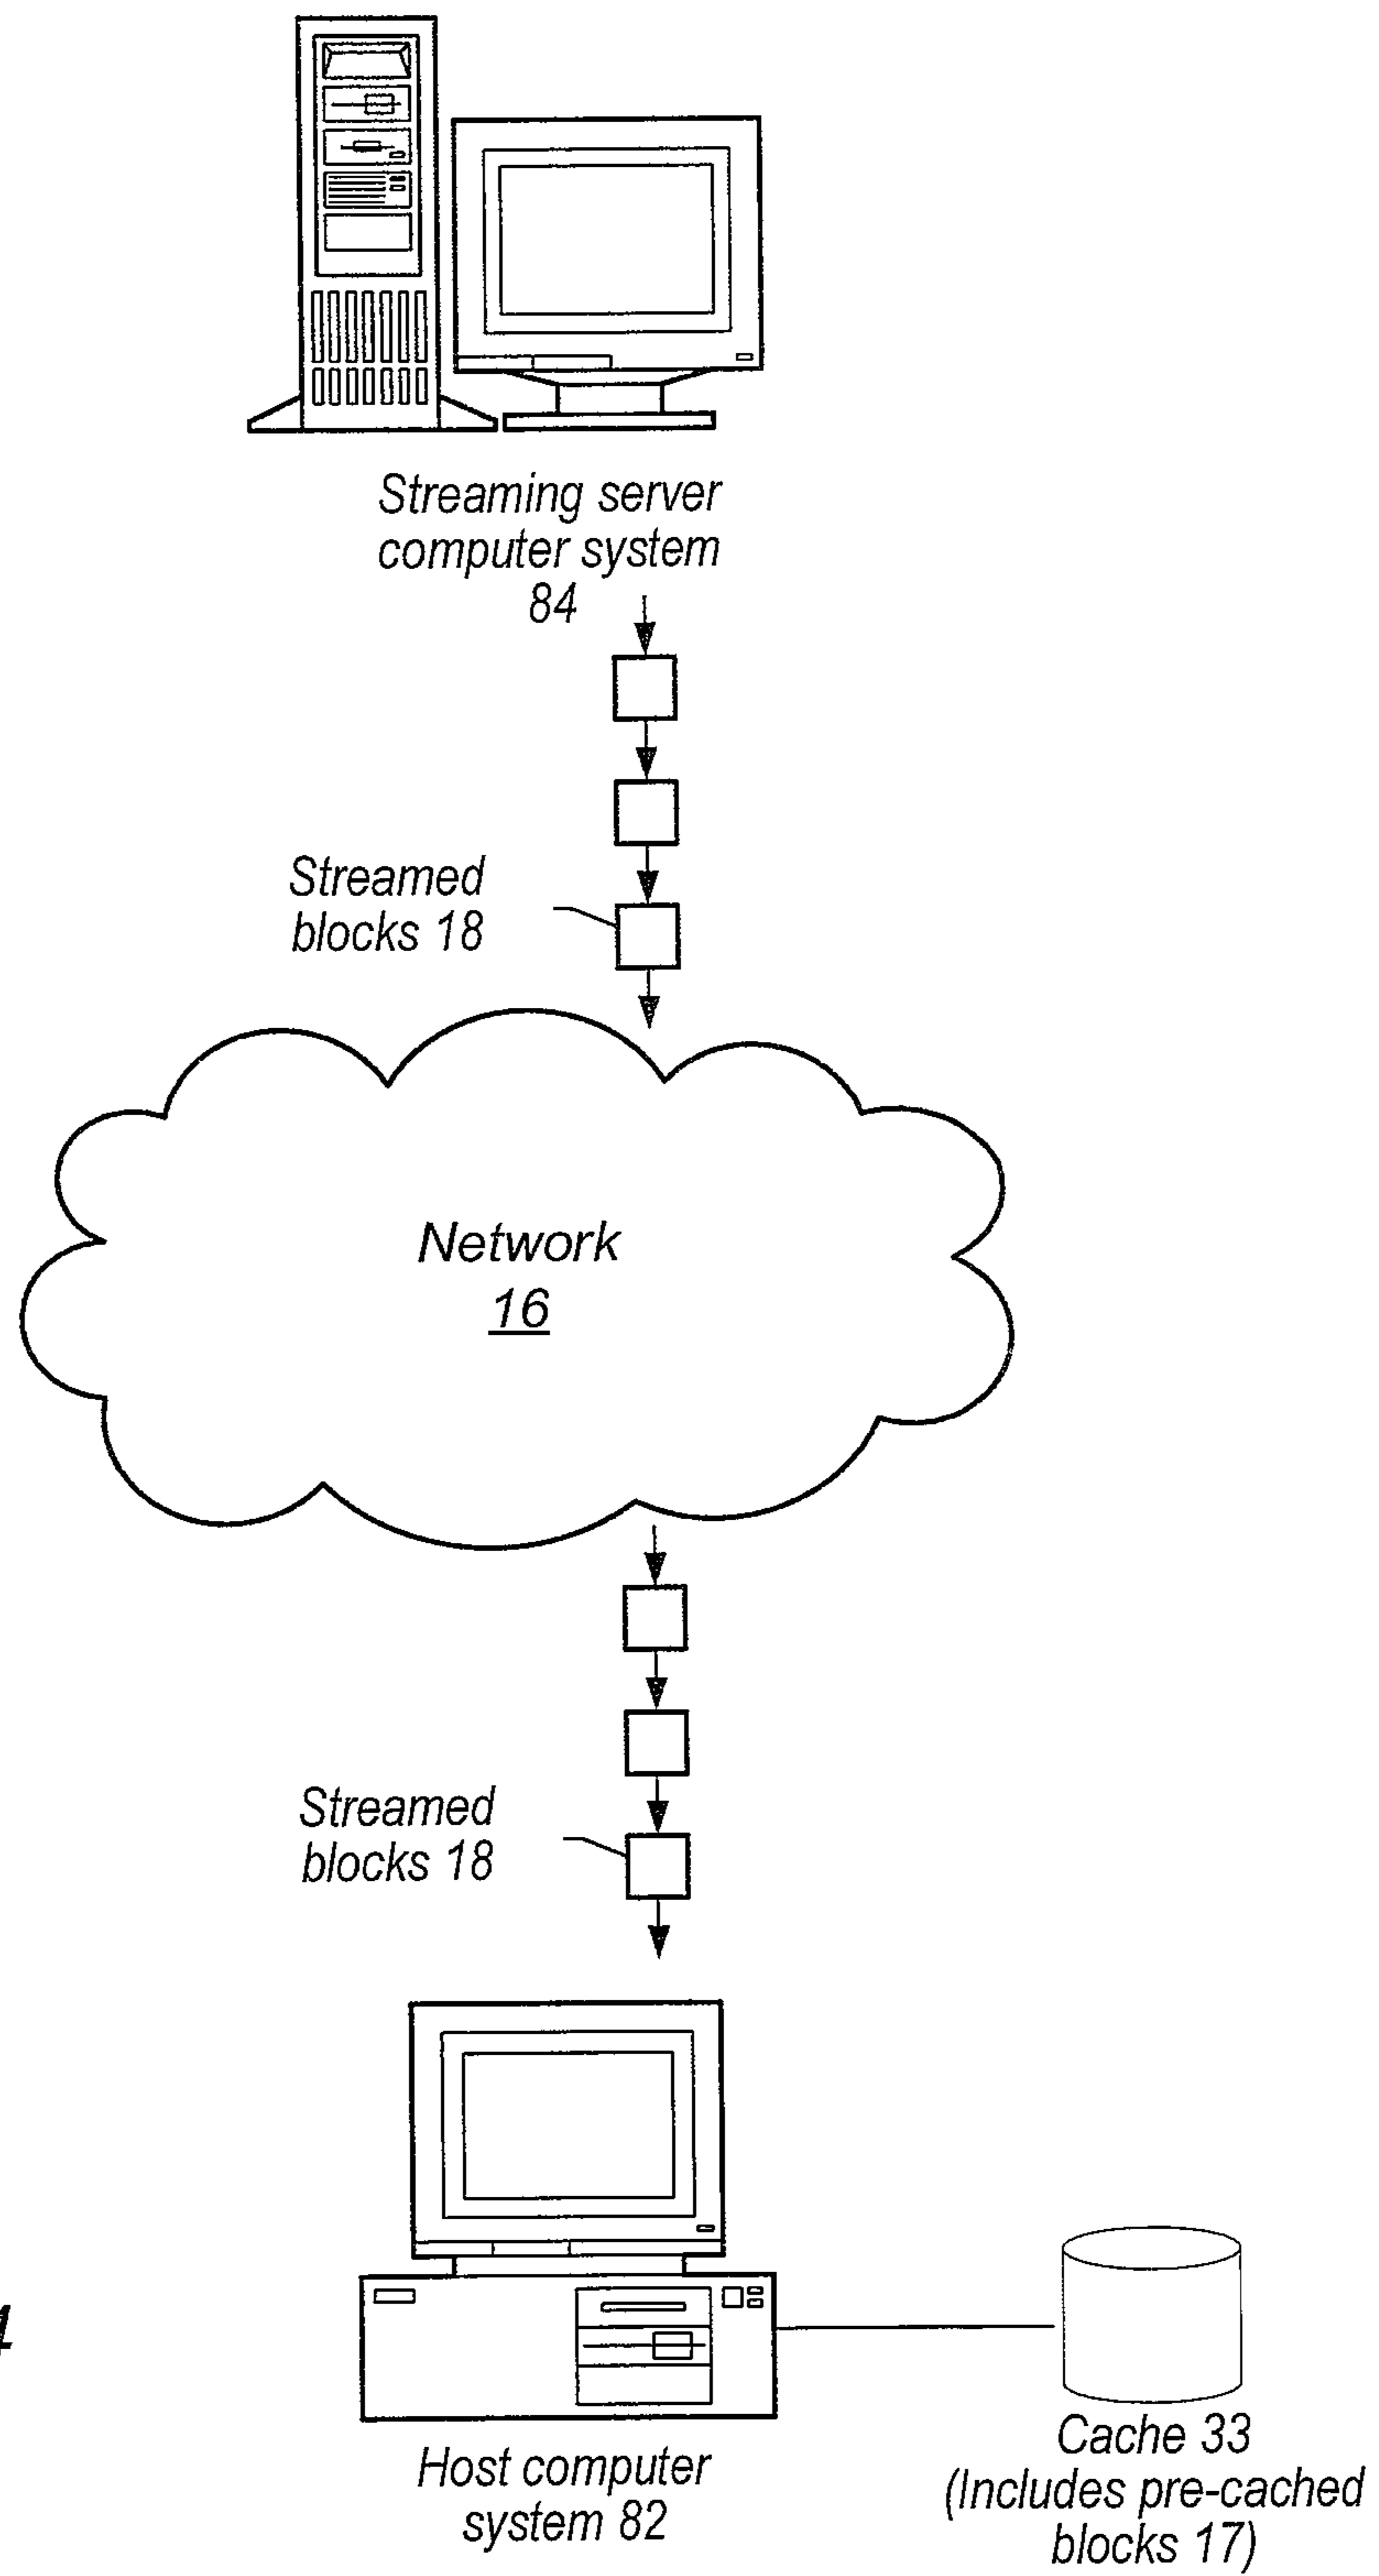 Streaming server
computer system
84
Streamed
blocks 18
Network
16
Streamed
blocks 18
Host computer
system 82
Cache 33
(Includes pre-cached
blocks 17)